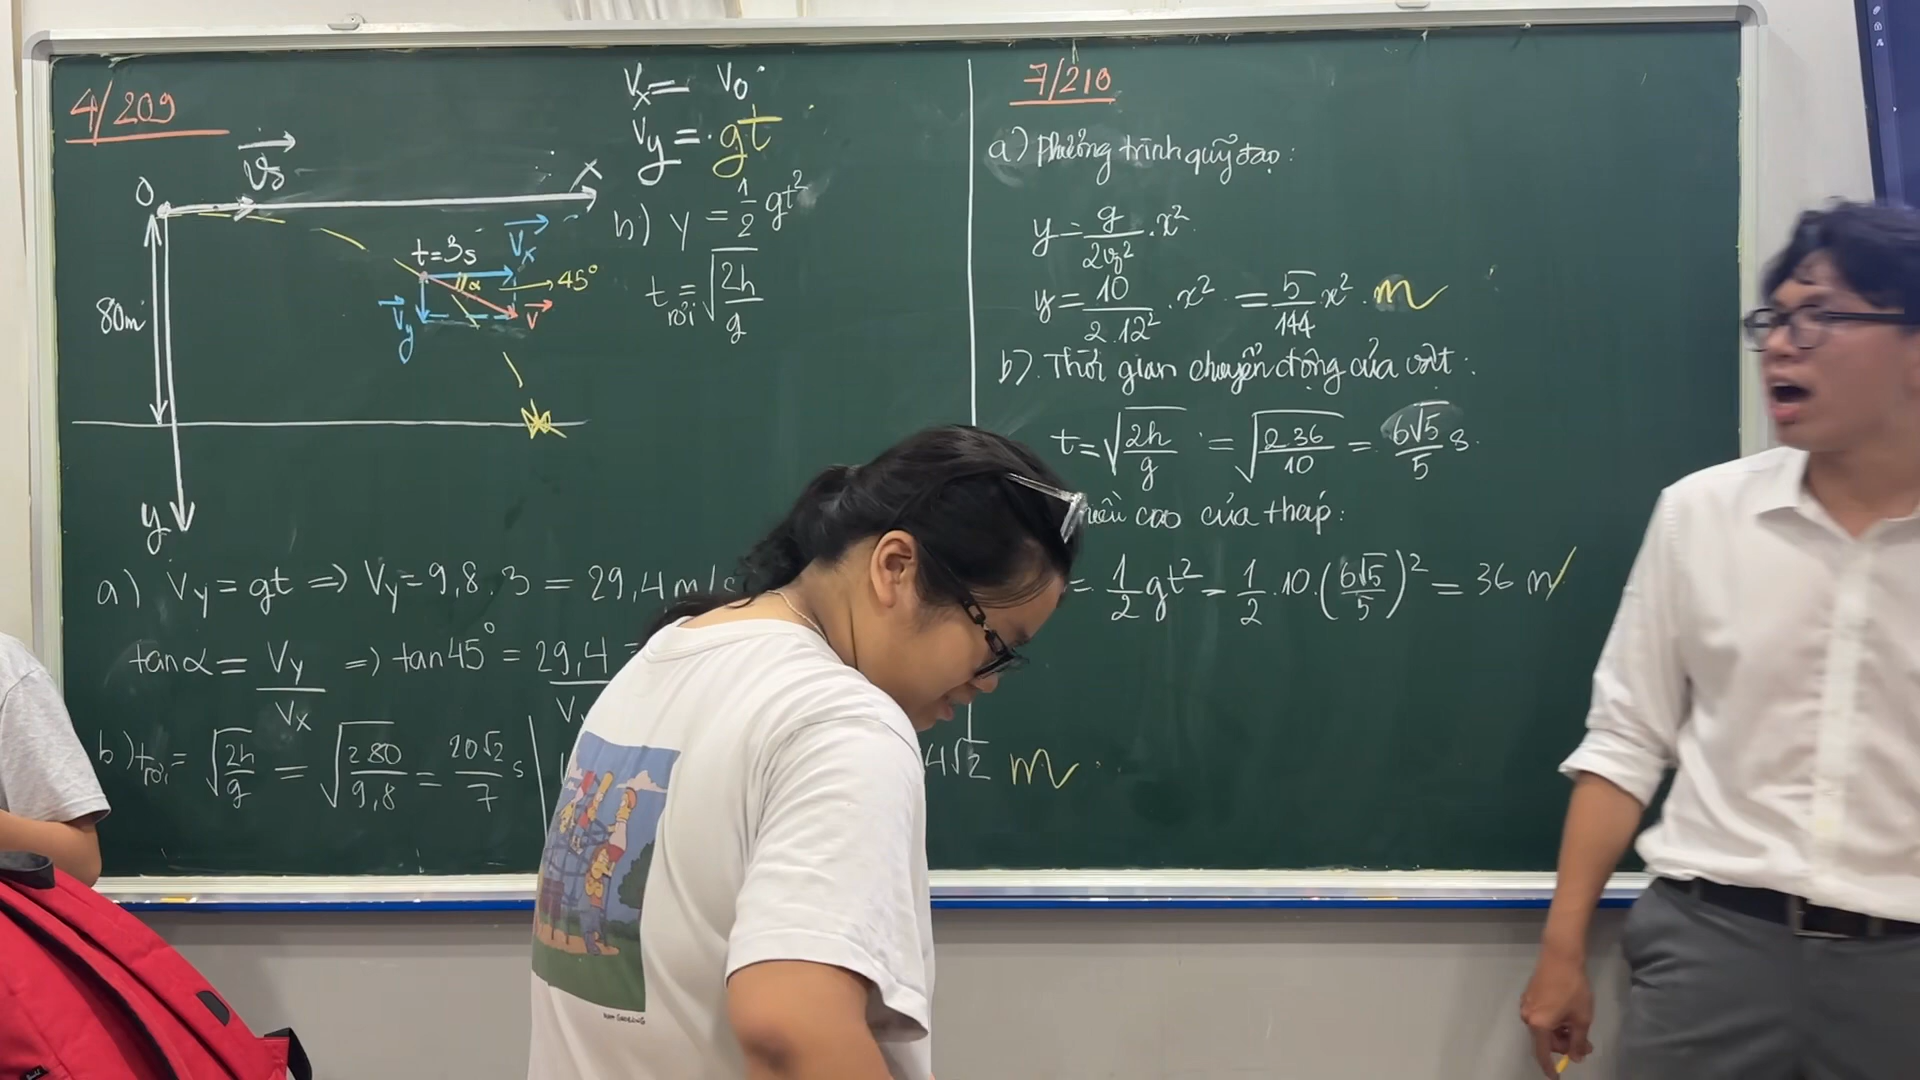 4/209
Vx = v0
Vy = gt
v0
O
x
t=3s
Vx
α
45°
Vy
v
80m
y
b) y = 1/2 gt²
t rơi = √(2h/g)
a) Vy = gt => Vy = 9,8.3 = 29,4 m/s
tanα = Vy/Vx => tan45° = 29,4/V
b) t rơi = √(2h/g) = √(2.80/9,8) = 20√2/7 s
4√2 m
7/210
a) Phương trình quỹ đạo:
y = g/2v0² . x²
y = 10/2.12² . x² = 5/144 x². m
b). Thời gian chuyển động của vật:
t = √(2h/g) = √(2.36/10) = 6√5/5 s.
cao của tháp:
= 1/2 gt² = 1/2 .10.(6√5/5)² = 36 m